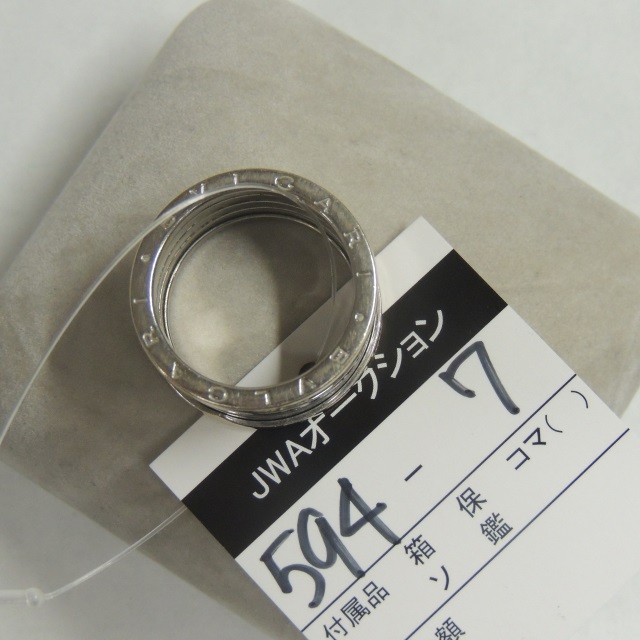 BVLGARI
JWAオークション
594-7
付属品 箱 保 コマ( )
ソ 鑑
額